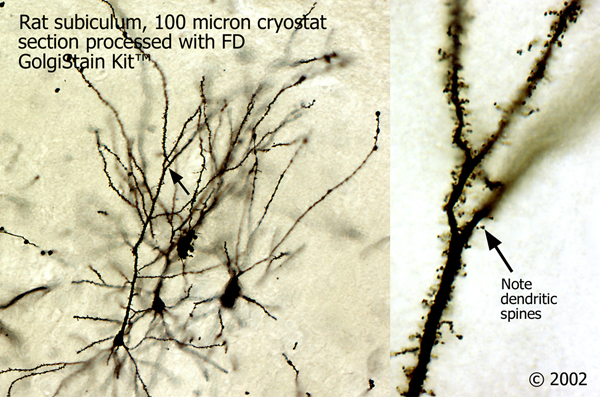 Rat subiculum, 100 micron cryostat
section processed with FD
GolgiStain Kit™
Note
dendritic
spines
© 2002